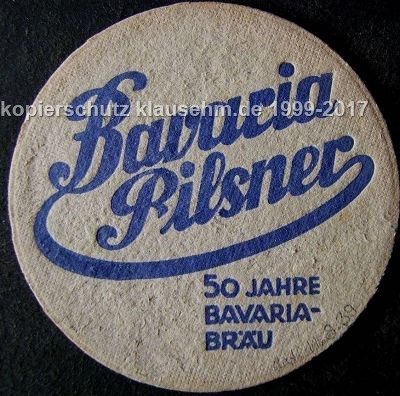 kopierschutz klausehm.de 1999-2017
Bavaria
Pilsner
50 JAHRE
BAVARIA-
BRÄU